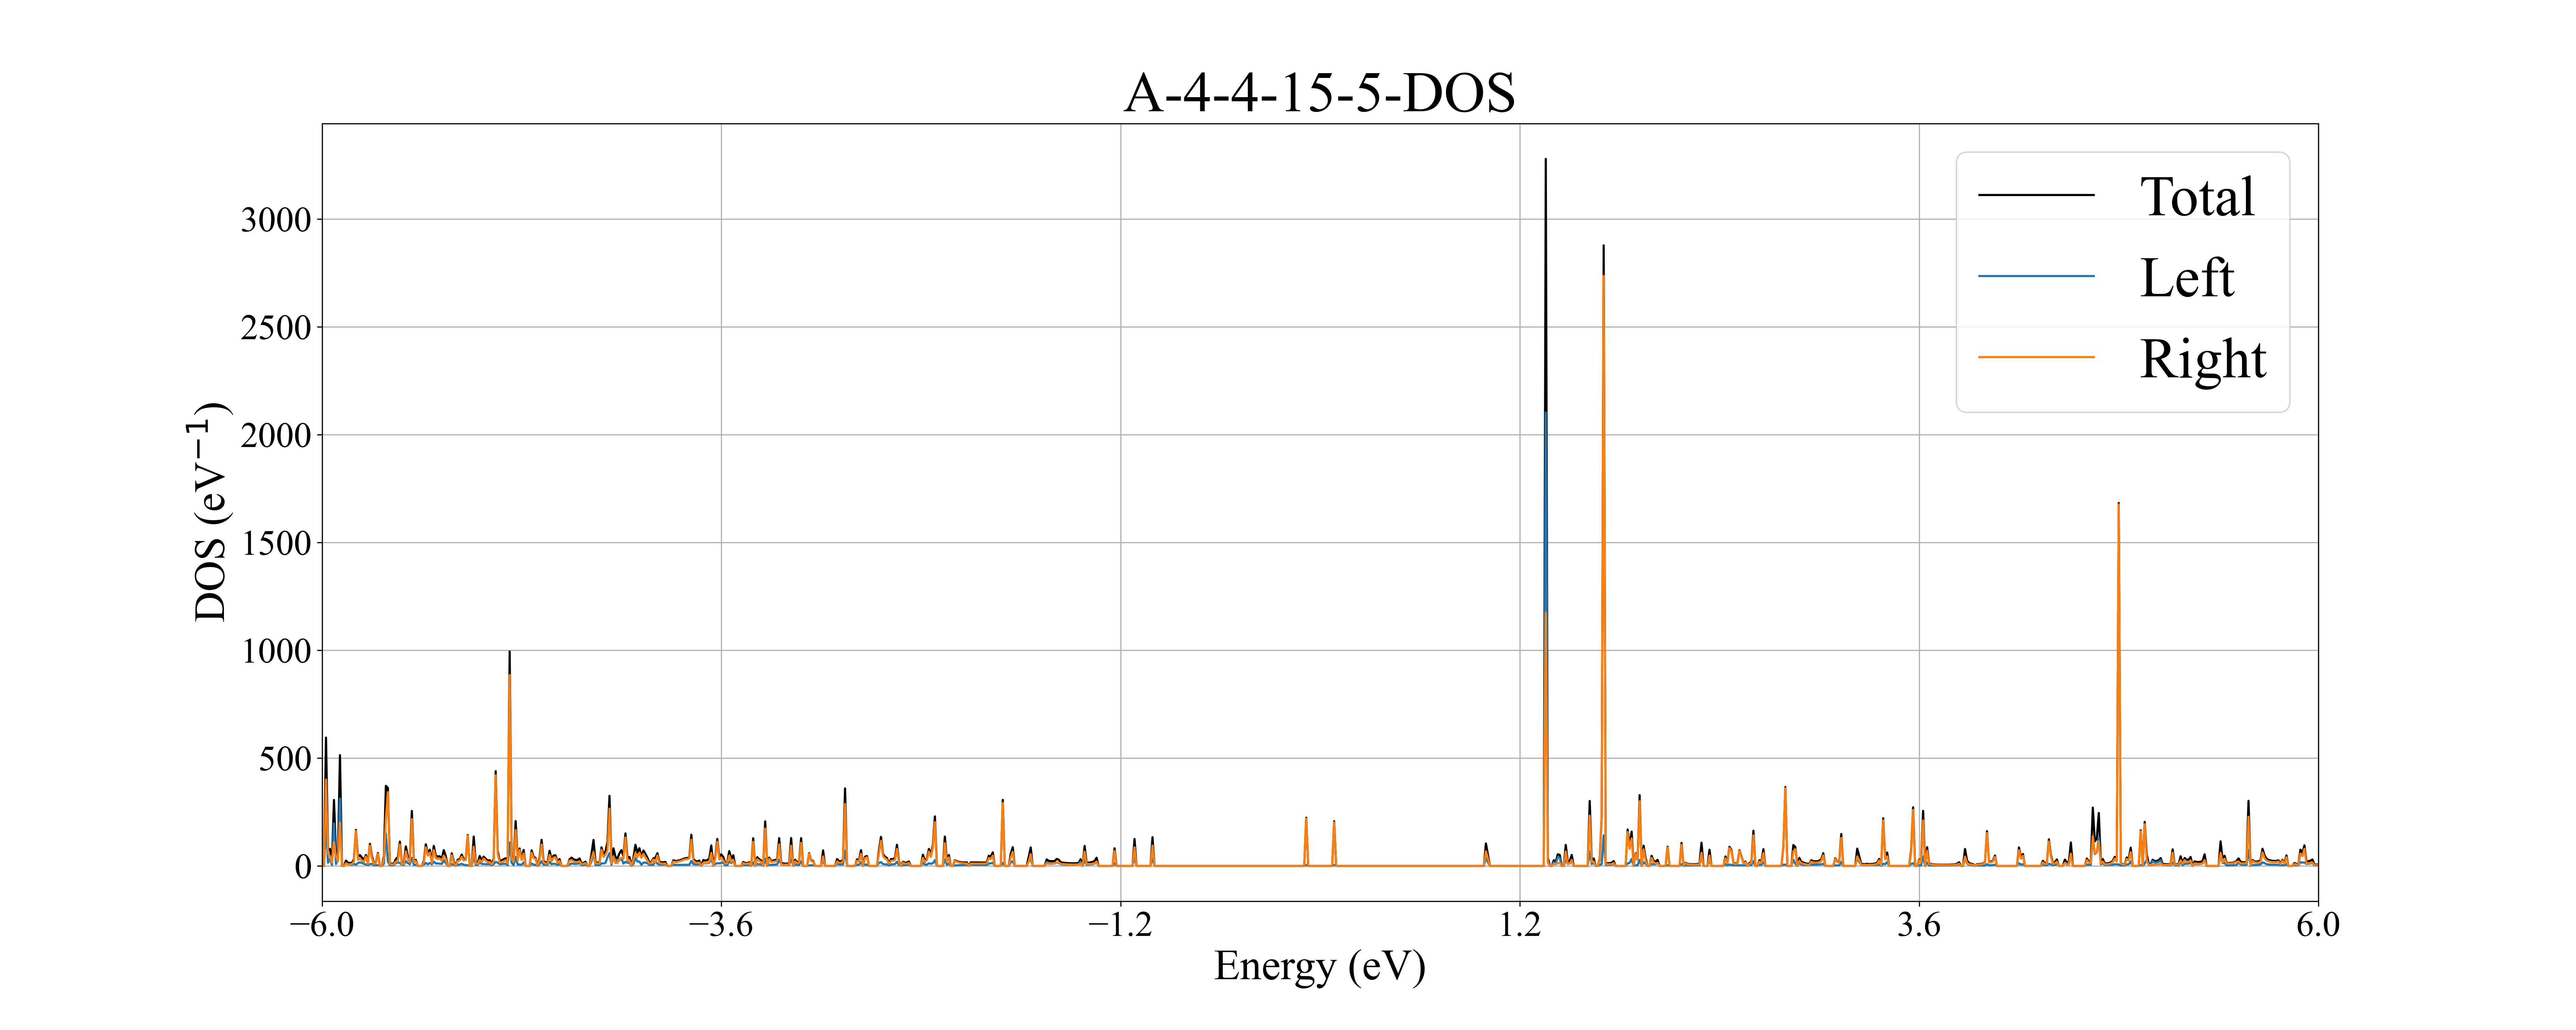 A-4-4-15-5-DOS
Total
Left
Right
3000
2500
2000
1500
1000
500
0
DOS (eV⁻¹)
−6.0 −3.6 −1.2 1.2 3.6 6.0
Energy (eV)